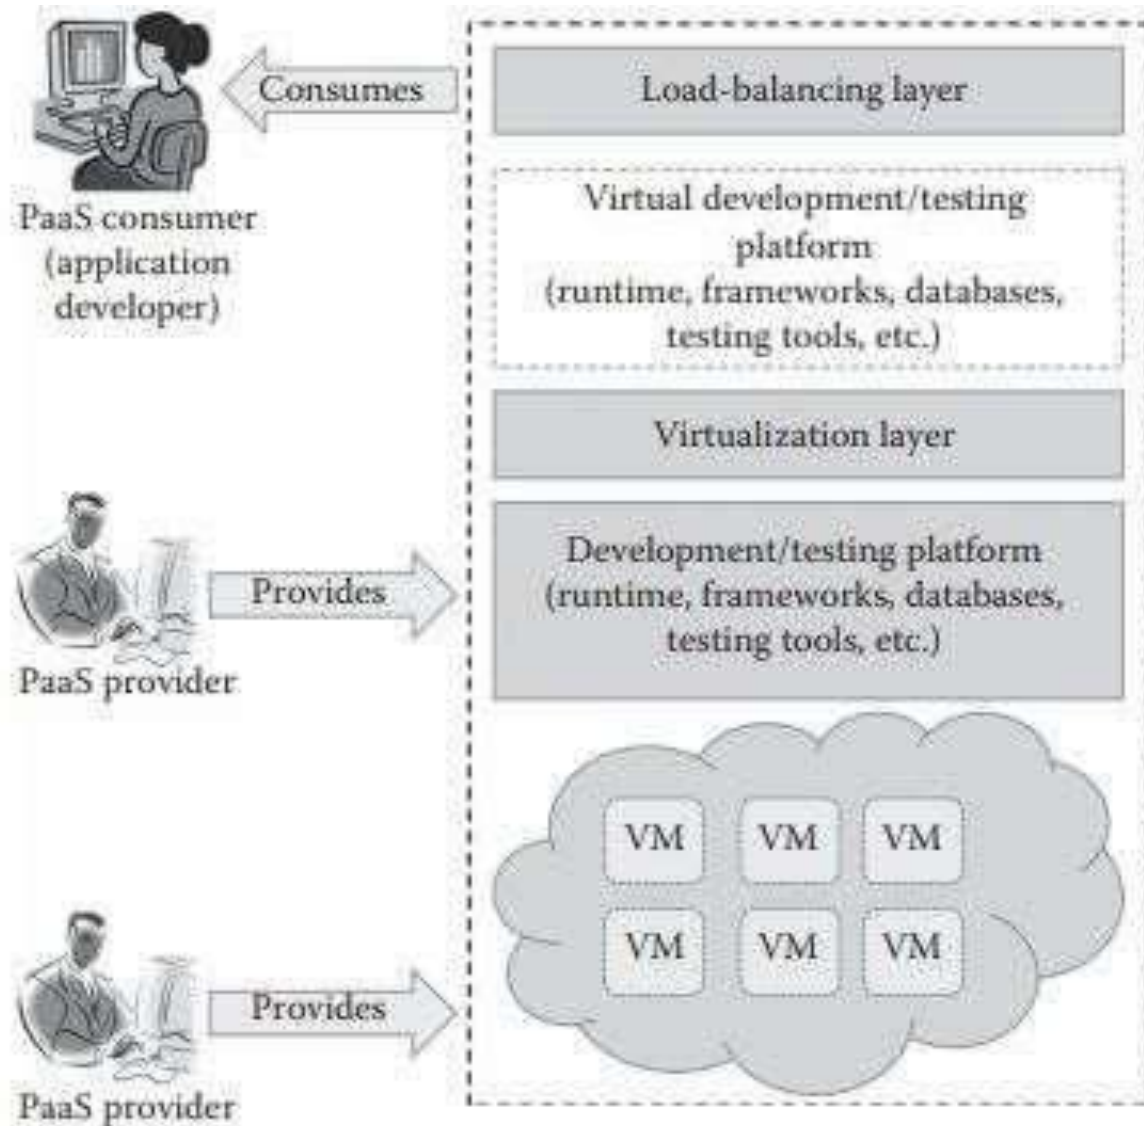 Consumes
Load-balancing layer
PaaS consumer
(application
developer)
Virtual development/testing
platform
(runtime, frameworks, databases,
testing tools, etc.)
Virtualization layer
Provides
PaaS provider
Development/testing platform
(runtime, frameworks, databases,
testing tools, etc.)
VM VM VM
VM VM VM
Provides
PaaS provider